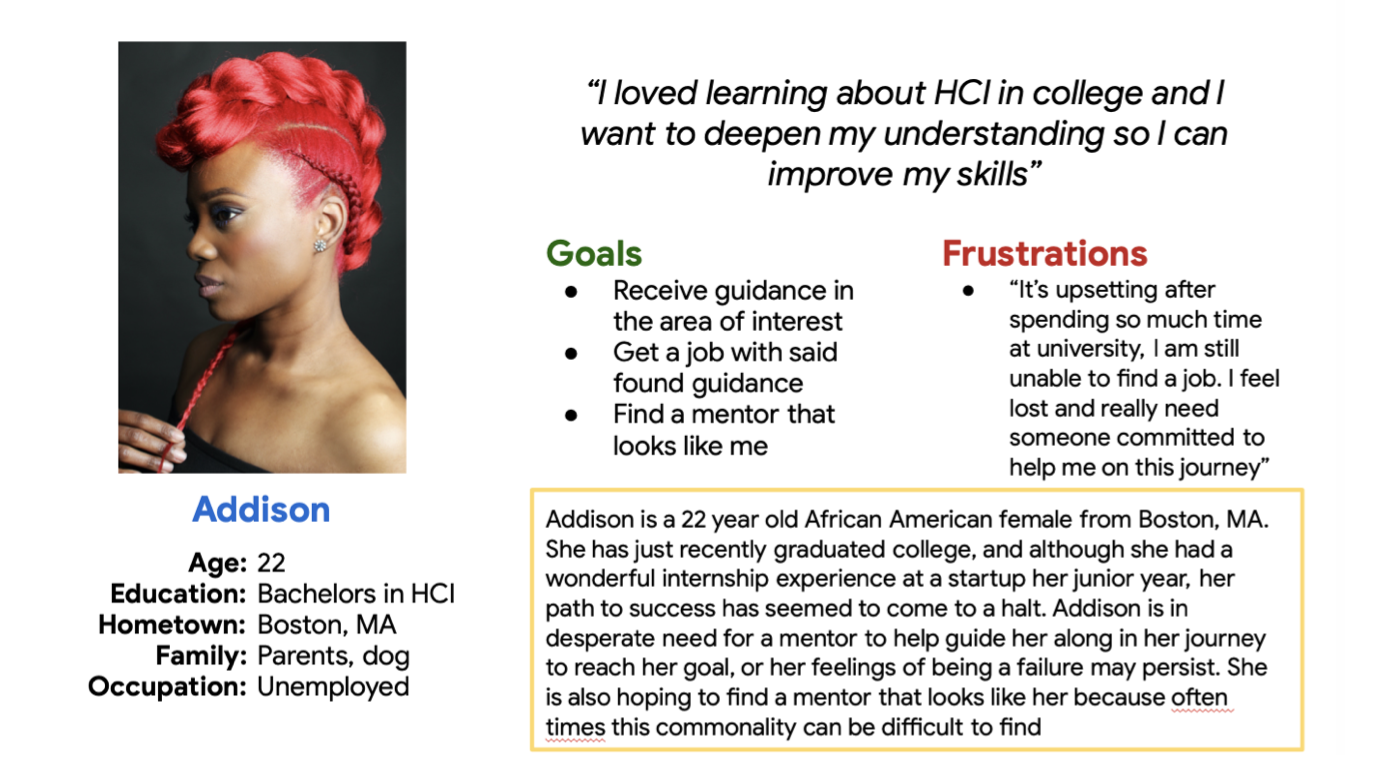 “I loved learning about HCI in college and I
want to deepen my understanding so I can
improve my skills”
Goals
● Receive guidance in
the area of interest
● Get a job with said
found guidance
● Find a mentor that
looks like me
Frustrations
● “It’s upsetting after
spending so much time
at university, I am still
unable to find a job. I feel
lost and really need
someone committed to
help me on this journey”
Addison
Age: 22
Education: Bachelors in HCI
Hometown: Boston, MA
Family: Parents, dog
Occupation: Unemployed
Addison is a 22 year old African American female from Boston, MA.
She has just recently graduated college, and although she had a
wonderful internship experience at a startup her junior year, her
path to success has seemed to come to a halt. Addison is in
desperate need for a mentor to help guide her along in her journey
to reach her goal, or her feelings of being a failure may persist. She
is also hoping to find a mentor that looks like her because often
times this commonality can be difficult to find